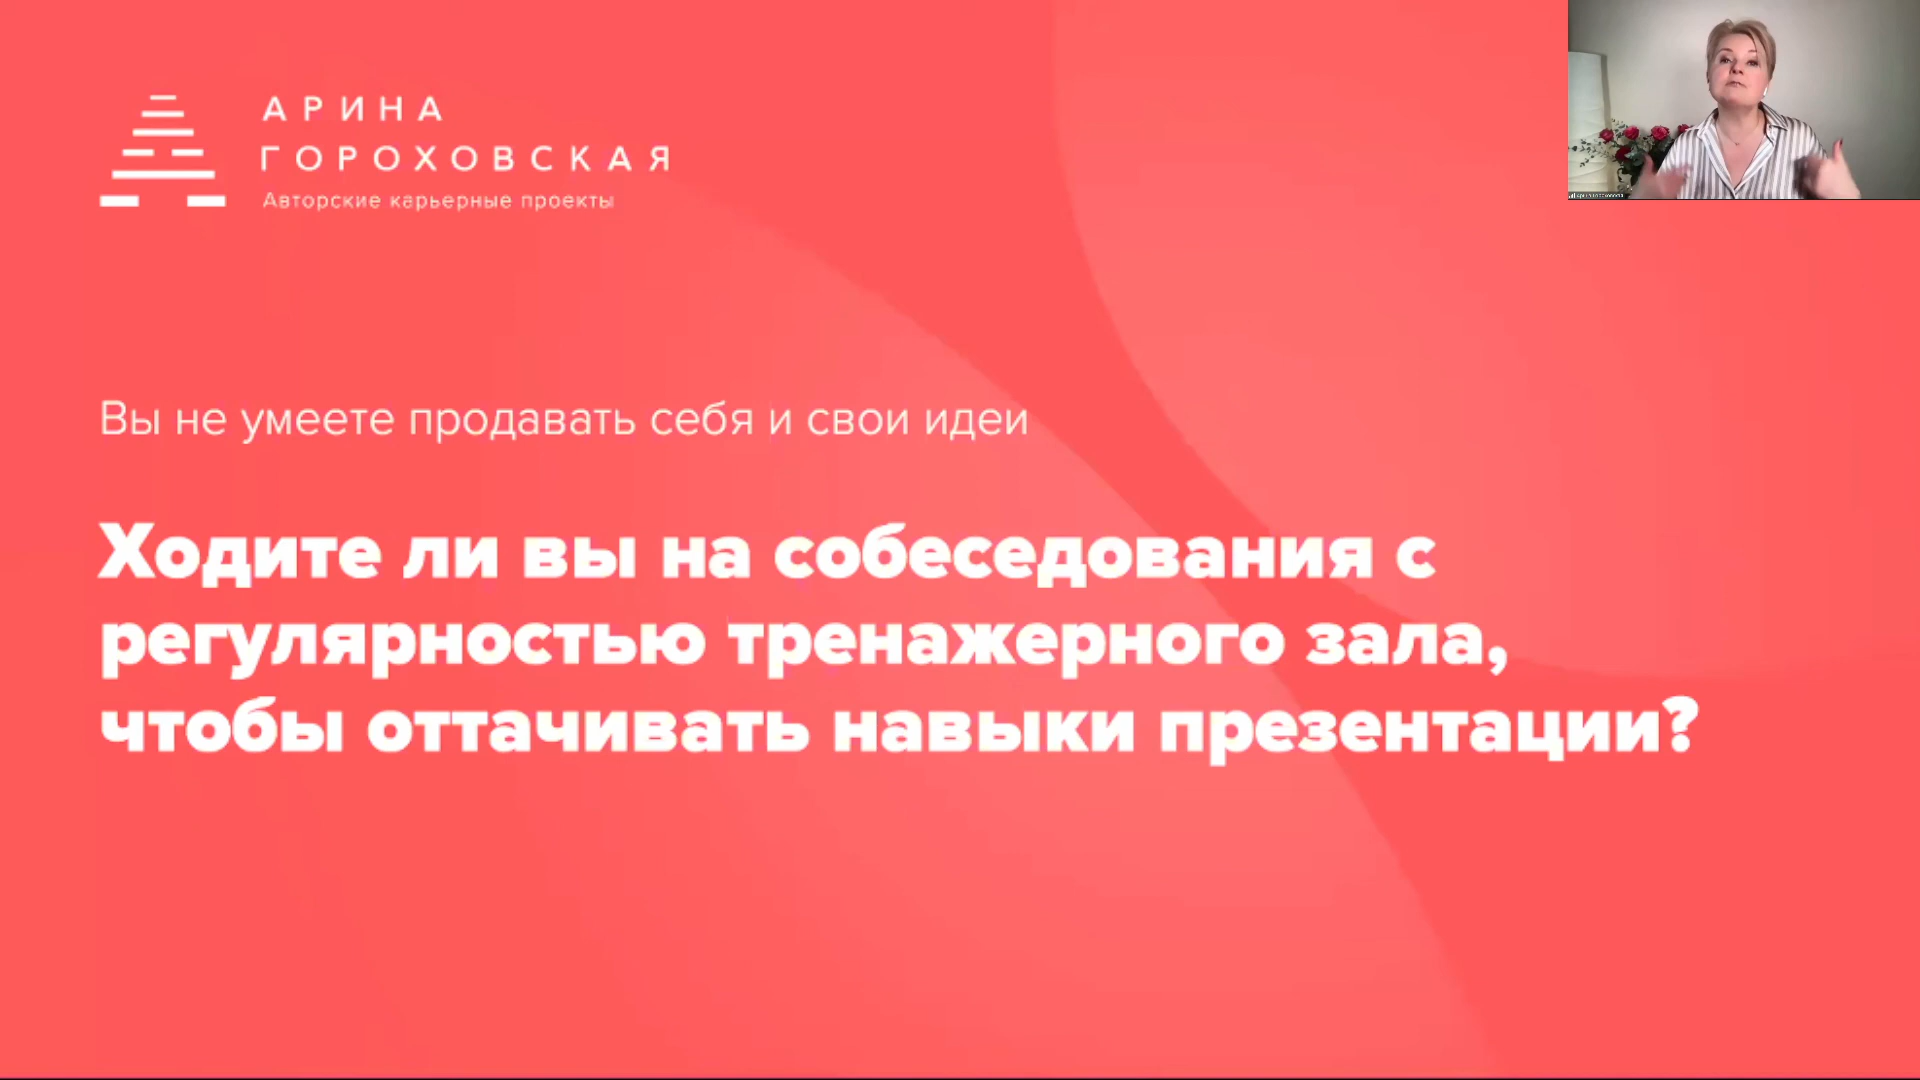 АРИНА
ГОРОХОВСКАЯ
Авторские карьерные проекты
Вы не умеете продавать себя и свои идеи
Ходите ли вы на собеседования с
регулярностью тренажерного зала,
чтобы оттачивать навыки презентации?